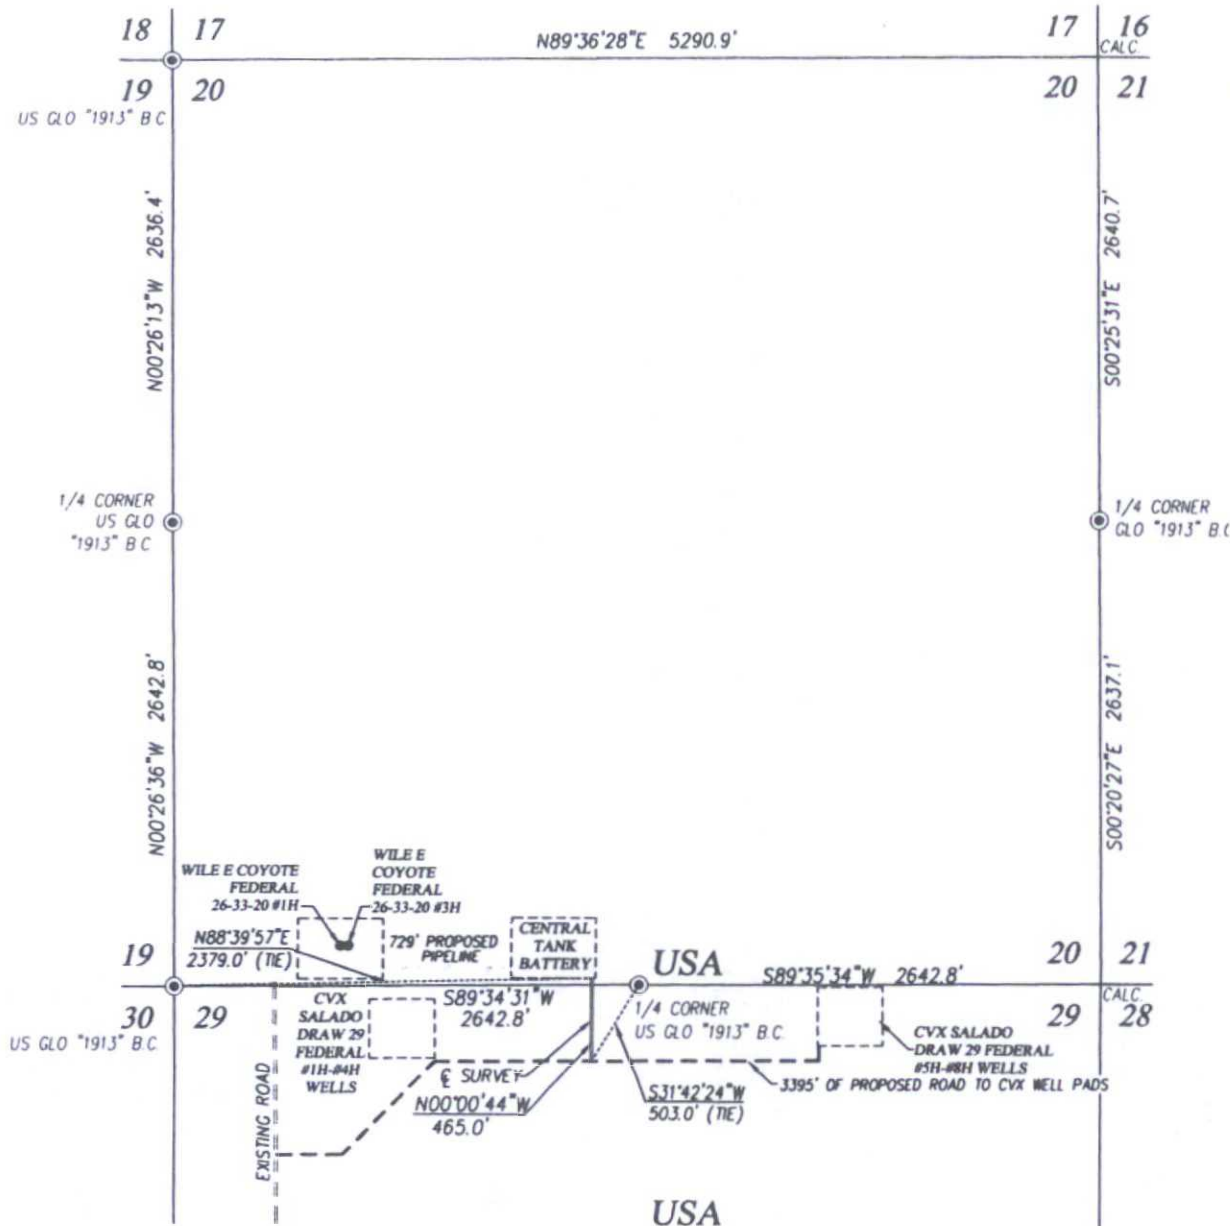 18 17
N89°36'28"E 5290.9'
17 16
CALC.
19 20
20 21
US GLO "1913" B.C
N00°26'13"W 2636.4'
S00°25'31"E 2640.7'
1/4 CORNER
US GLO
"1913" B.C
1/4 CORNER
GLO "1913" B.C
N00°26'36"W 2642.8'
S00°20'27"E 2637.1'
WILE E COYOTE
FEDERAL
26-33-20 #1H
WILE E
COYOTE
FEDERAL
26-33-20 #3H
N88°39'57"E
2379.0' (TIE)
729' PROPOSED
PIPELINE
CENTRAL
TANK
BATTERY
19
USA
20 21
S89°34'31"W
2642.8'
S89°35'34"W 2642.8'
CALC.
30 29
29 28
US GLO "1913" B.C.
CVX
SALADO
DRAW 29
FEDERAL
#1H-#4H
WELLS
1/4 CORNER
US GLO "1913" B.C.
CVX SALADO
DRAW 29 FEDERAL
#5H-#8H WELLS
℄ SURVEY
N00°00'44"W
465.0'
S31°42'24"W
503.0' (TIE)
3395' OF PROPOSED ROAD TO CVX WELL PADS
EXISTING ROAD
USA